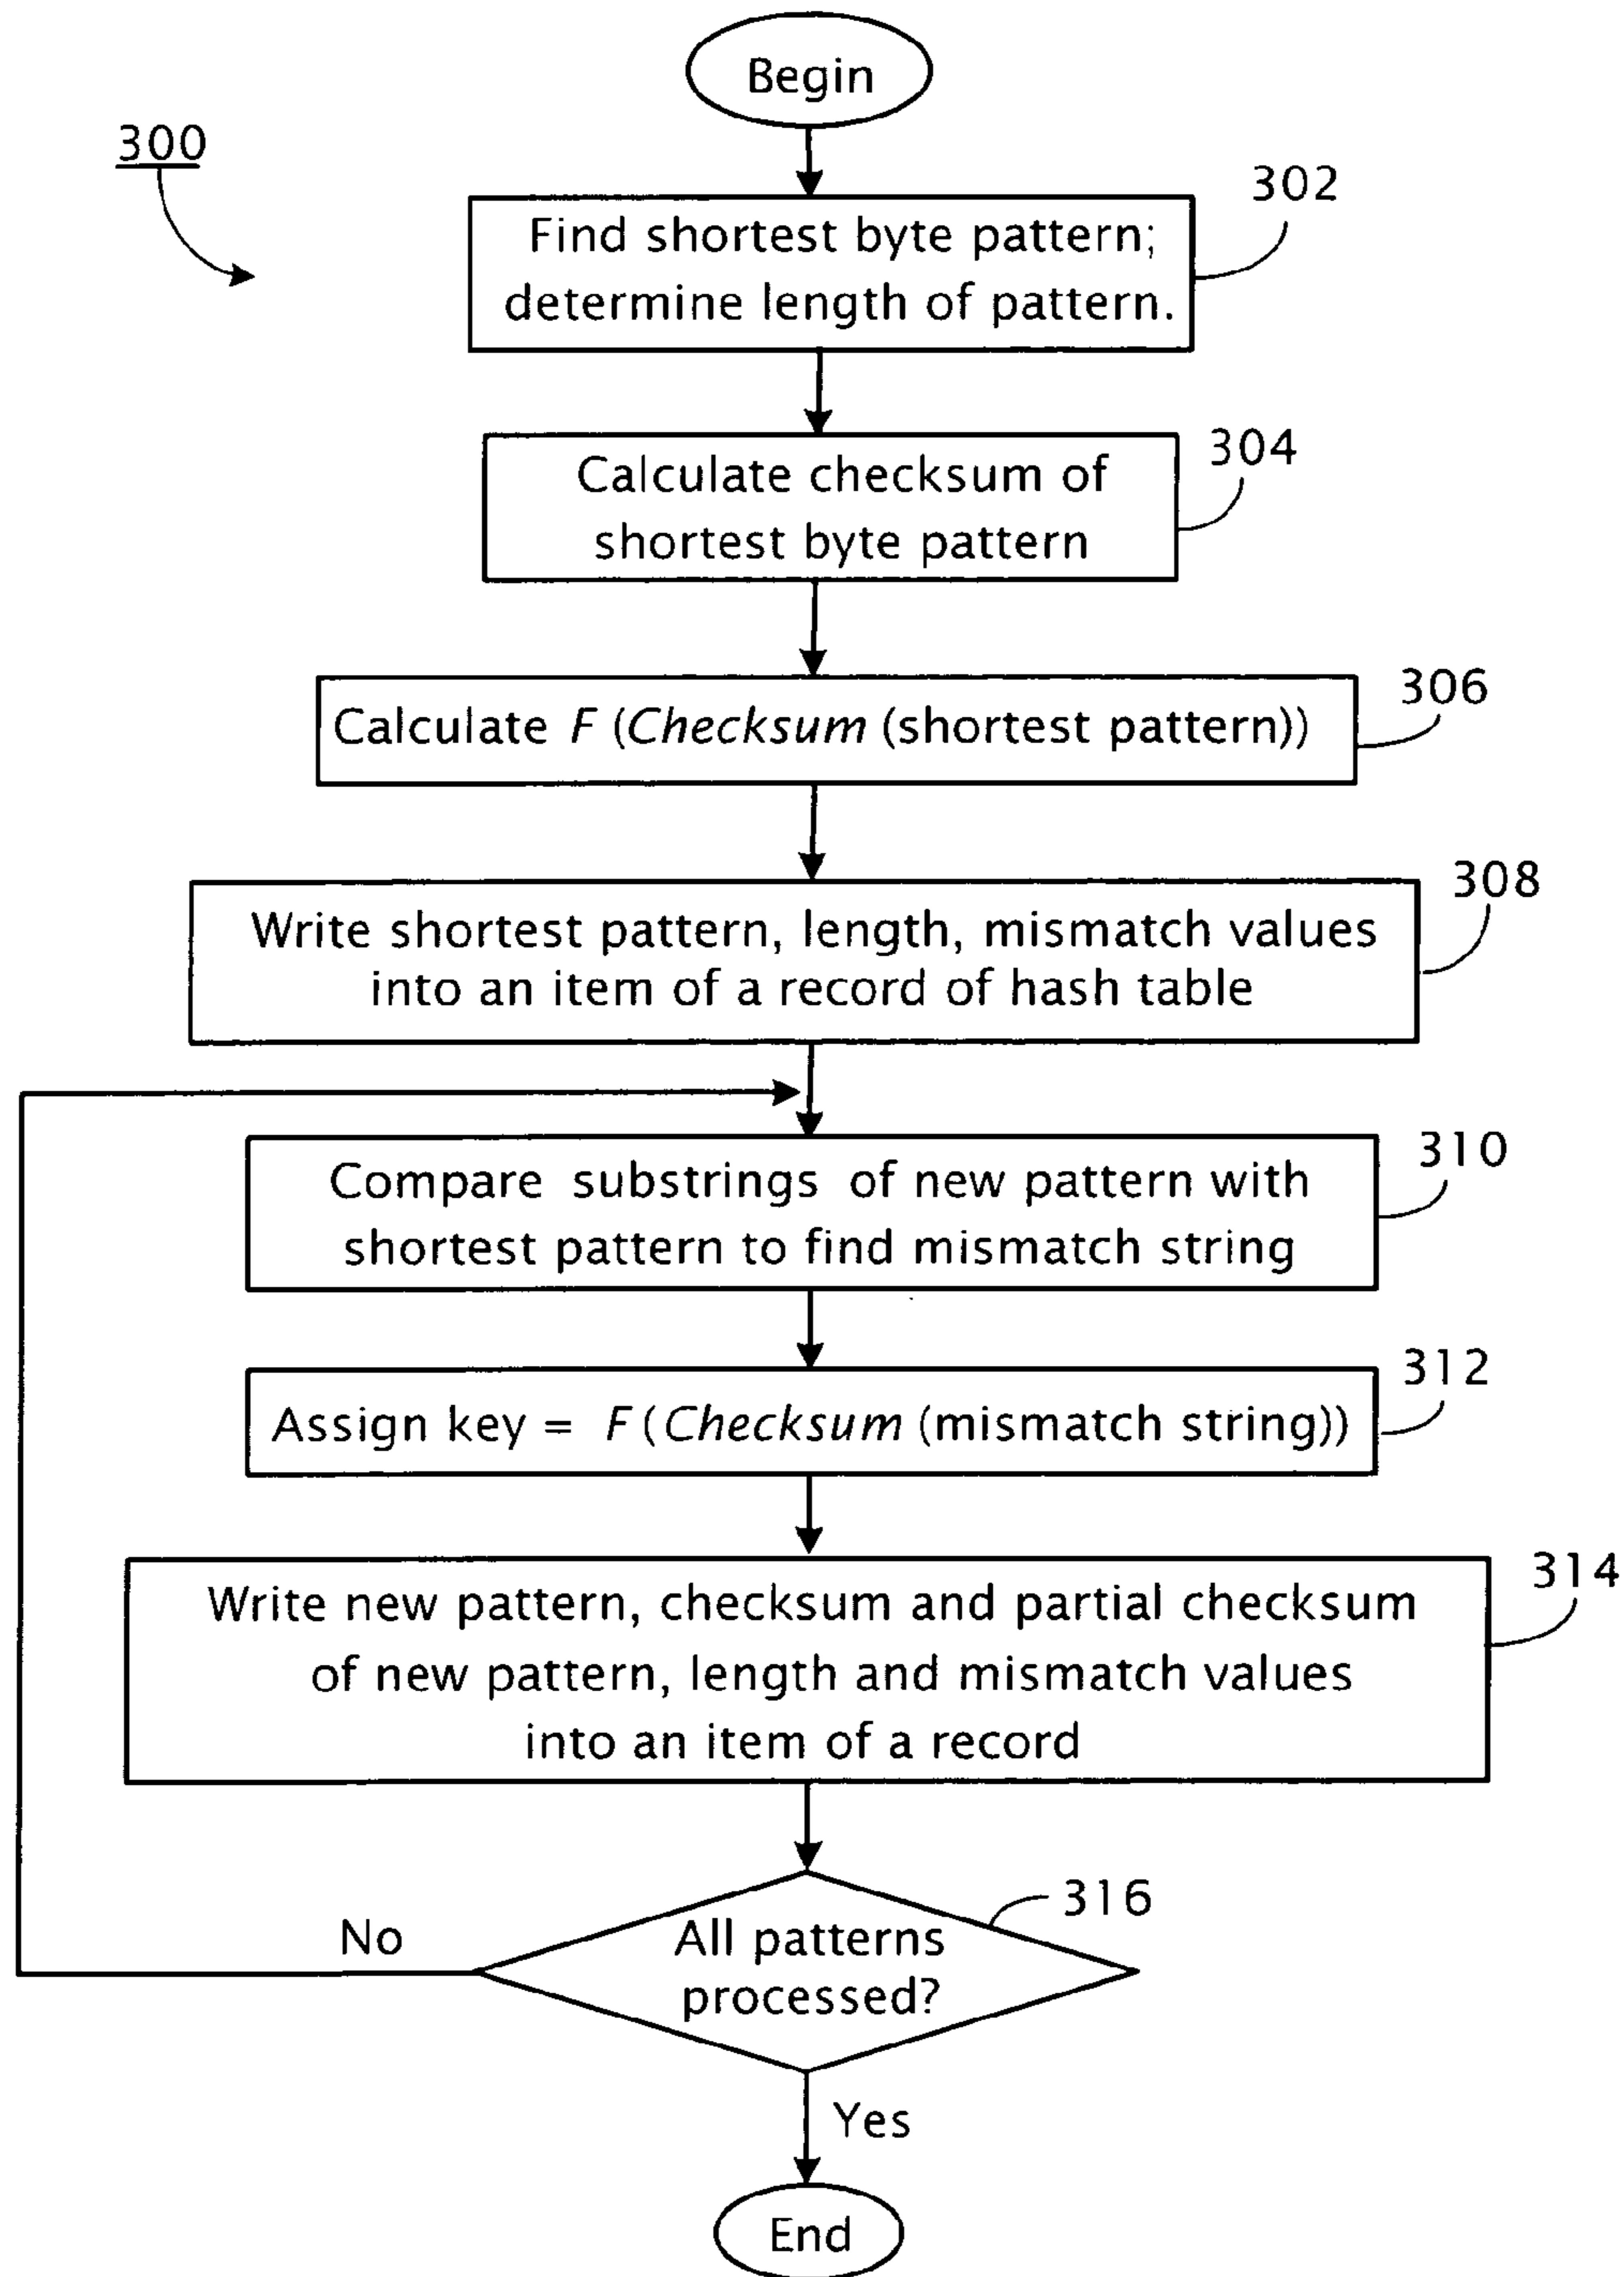 Begin
300
302
Find shortest byte pattern;
determine length of pattern.
304
Calculate checksum of
shortest byte pattern
306
Calculate F (Checksum (shortest pattern))
308
Write shortest pattern, length, mismatch values
into an item of a record of hash table
310
Compare substrings of new pattern with
shortest pattern to find mismatch string
312
Assign key = F (Checksum (mismatch string))
314
Write new pattern, checksum and partial checksum
of new pattern, length and mismatch values
into an item of a record
316
No
All patterns
processed?
Yes
End